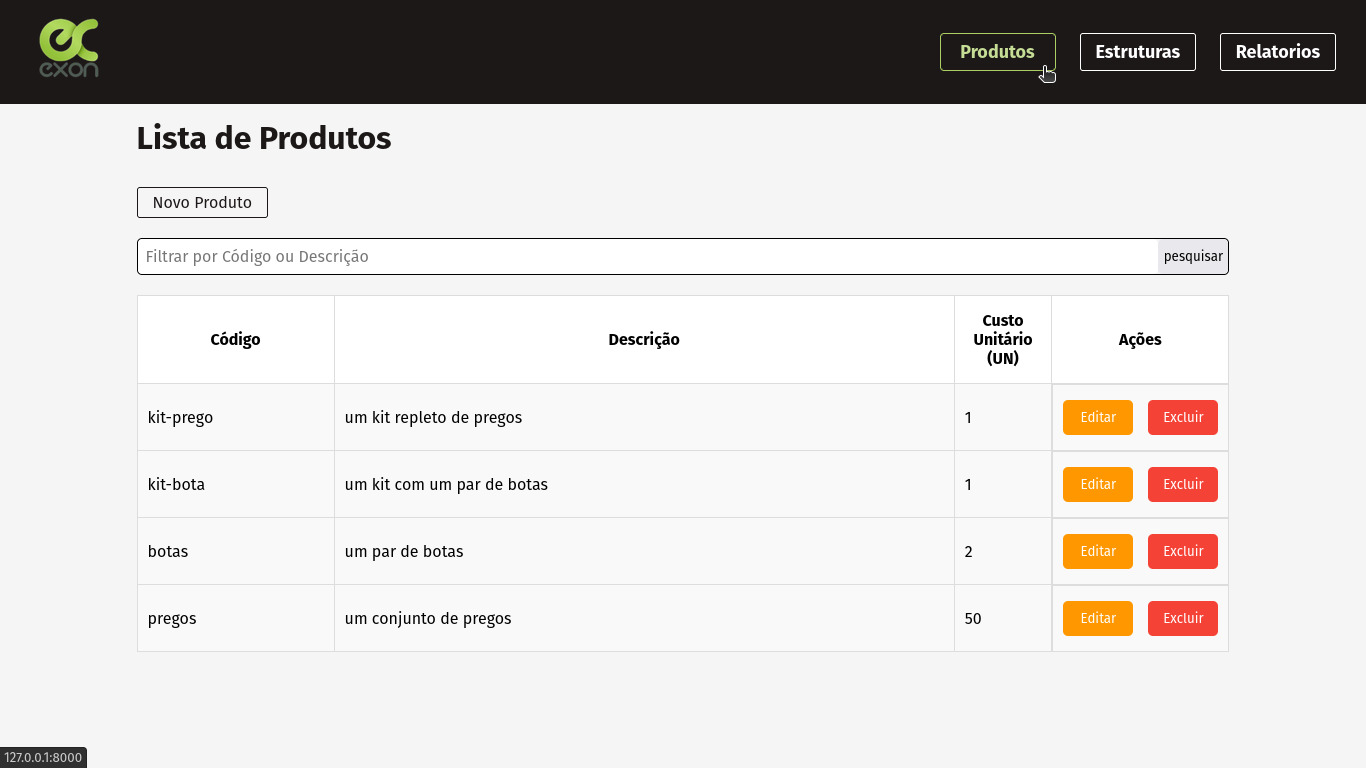 exon
Produtos
Estruturas
Relatorios
Lista de Produtos
Novo Produto
Filtrar por Código ou Descrição
pesquisar
Código
Descrição
Custo
Unitário
(UN)
Ações
kit-prego
um kit repleto de pregos
1
Editar
Excluir
kit-bota
um kit com um par de botas
1
Editar
Excluir
botas
um par de botas
2
Editar
Excluir
pregos
um conjunto de pregos
50
Editar
Excluir
127.0.0.1:8000